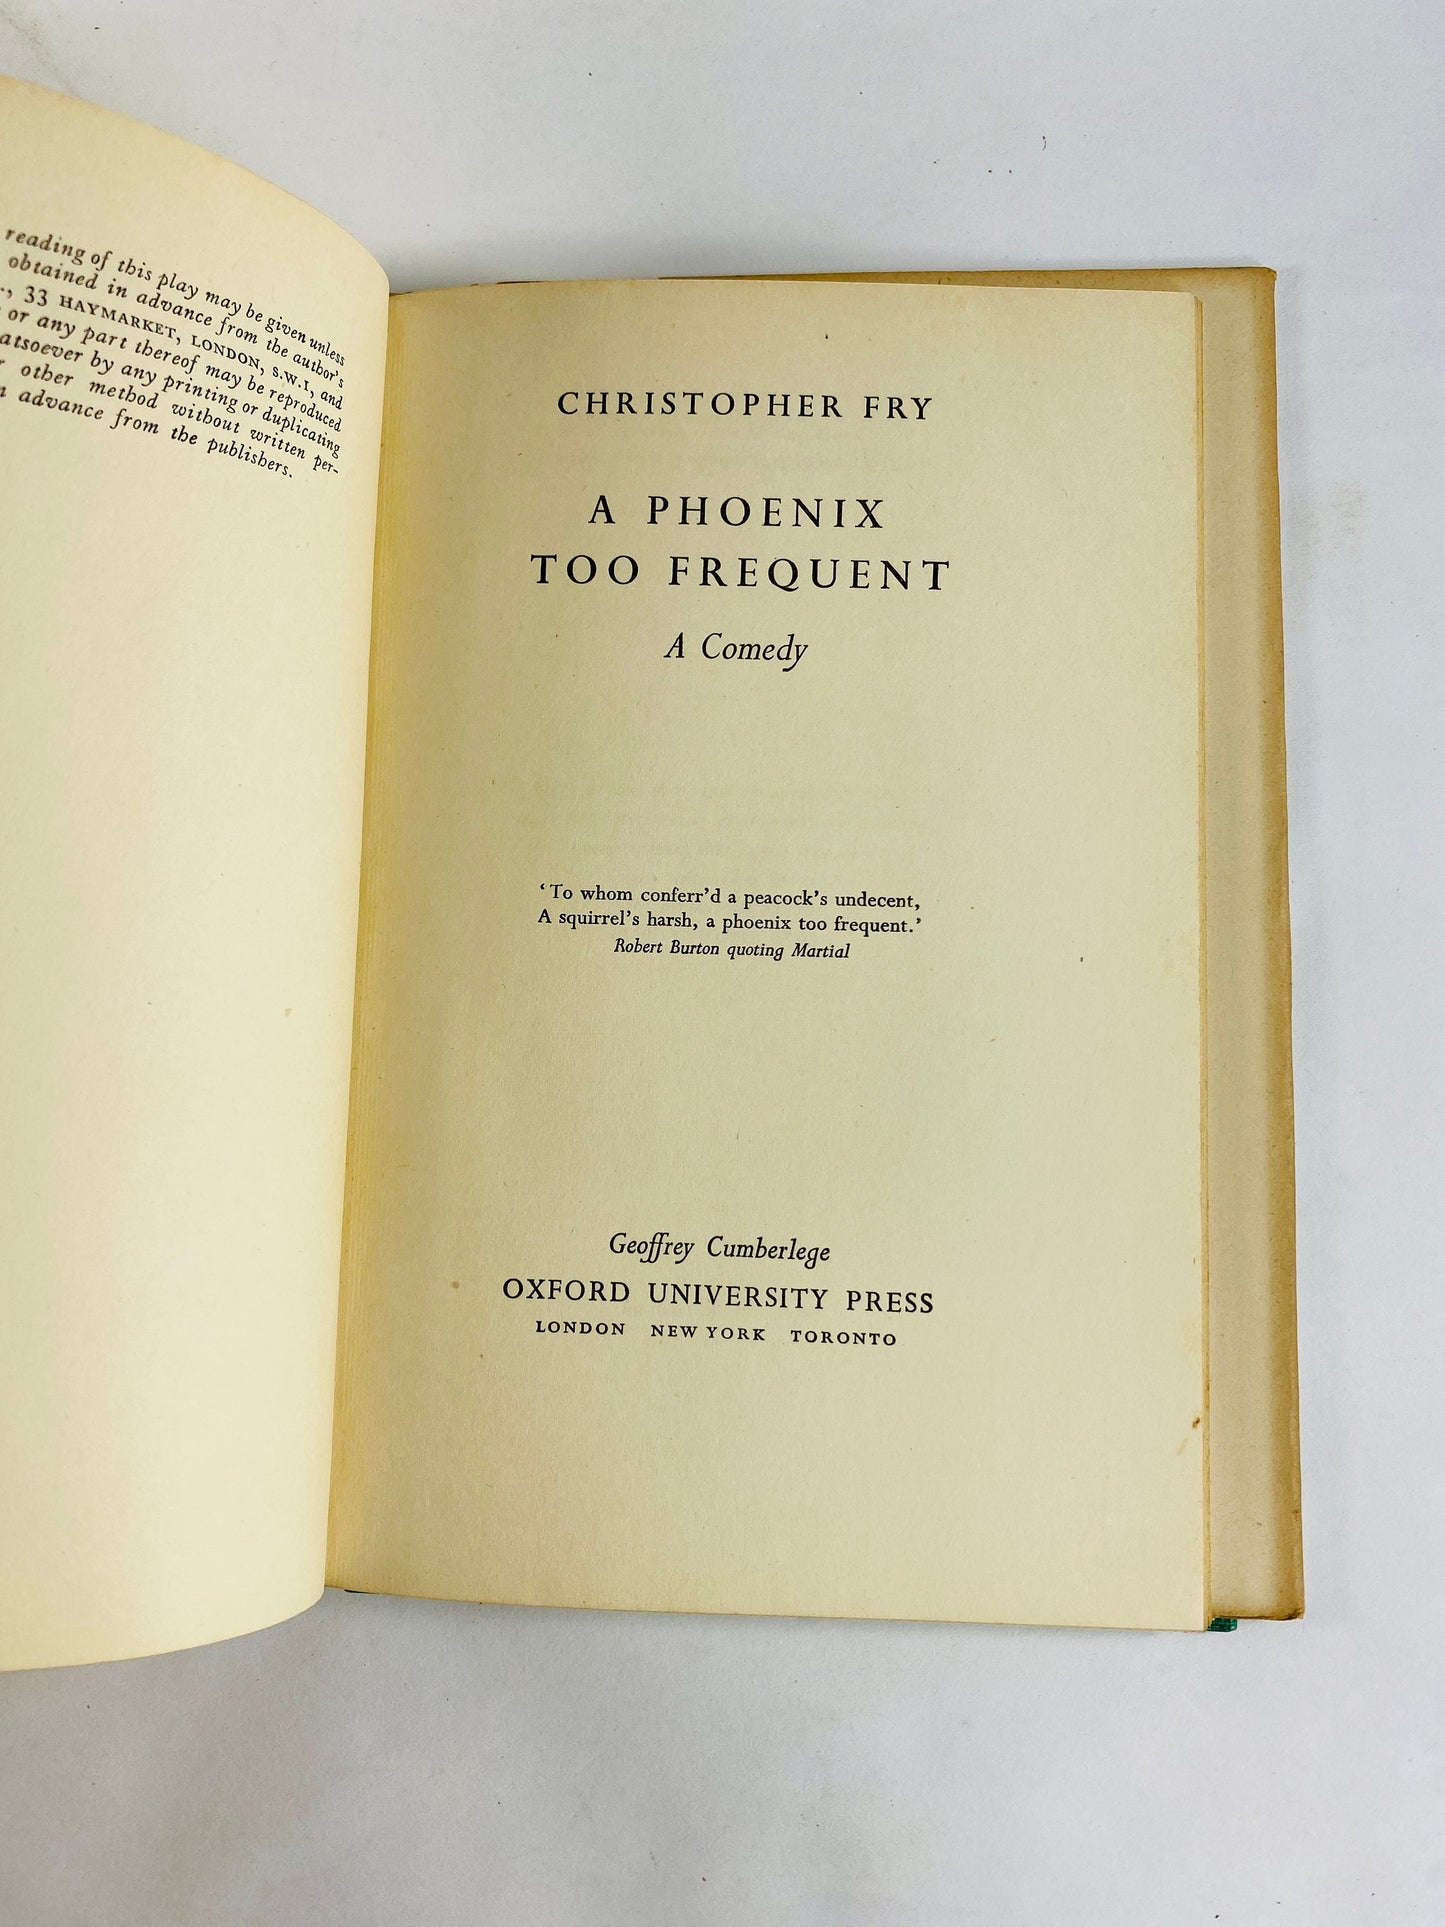 reading of this play may be given unless
obtained in advance from the author's
33 HAYMARKET, LONDON, S.W.1, and
or any part thereof may be reproduced
by any printing or duplicating
other method without written per-
advance from the publishers.
CHRISTOPHER FRY
A PHOENIX
TOO FREQUENT
A Comedy
‘To whom conferr'd a peacock's undecent,
A squirrel's harsh, a phoenix too frequent.’
Robert Burton quoting Martial
Geoffrey Cumberlege
OXFORD UNIVERSITY PRESS
LONDON NEW YORK TORONTO